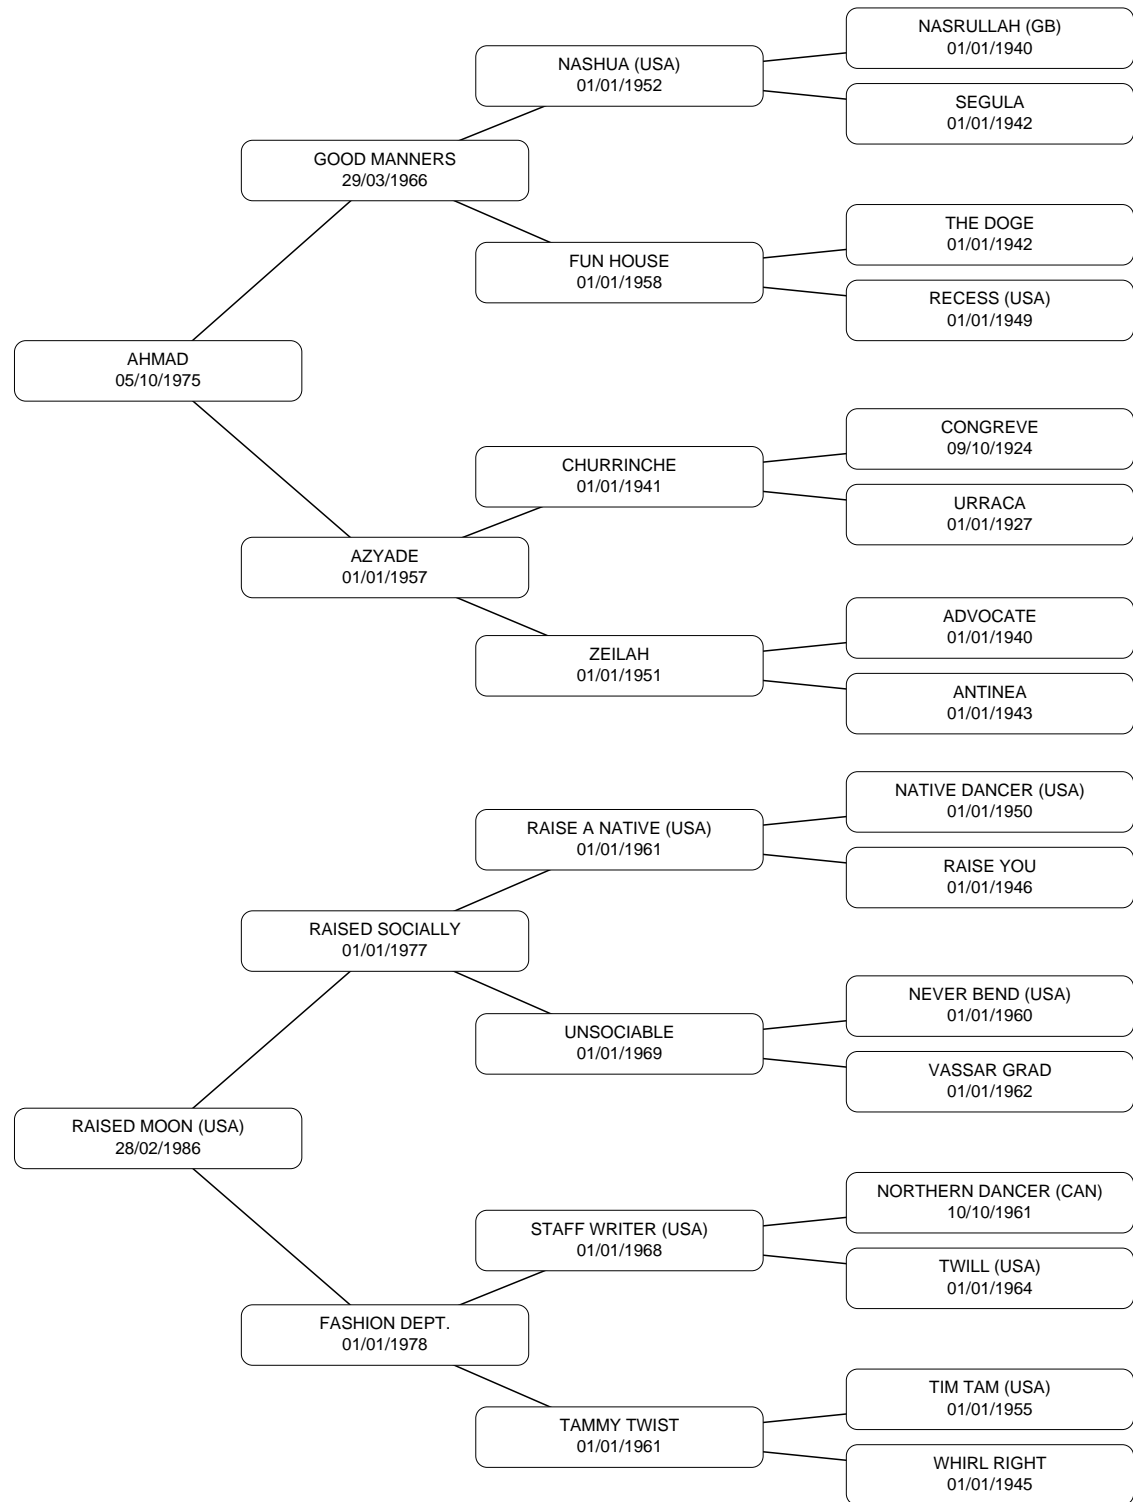 NASRULLAH (GB)
01/01/1940
NASHUA (USA)
01/01/1952
SEGULA
01/01/1942
GOOD MANNERS
29/03/1966
THE DOGE
01/01/1942
FUN HOUSE
01/01/1958
RECESS (USA)
01/01/1949
AHMAD
05/10/1975
CONGREVE
09/10/1924
CHURRINCHE
01/01/1941
URRACA
01/01/1927
AZYADE
01/01/1957
ADVOCATE
01/01/1940
ZEILAH
01/01/1951
ANTINEA
01/01/1943
NATIVE DANCER (USA)
01/01/1950
RAISE A NATIVE (USA)
01/01/1961
RAISE YOU
01/01/1946
RAISED SOCIALLY
01/01/1977
NEVER BEND (USA)
01/01/1960
UNSOCIABLE
01/01/1969
VASSAR GRAD
01/01/1962
RAISED MOON (USA)
28/02/1986
NORTHERN DANCER (CAN)
10/10/1961
STAFF WRITER (USA)
01/01/1968
TWILL (USA)
01/01/1964
FASHION DEPT.
01/01/1978
TIM TAM (USA)
01/01/1955
TAMMY TWIST
01/01/1961
WHIRL RIGHT
01/01/1945